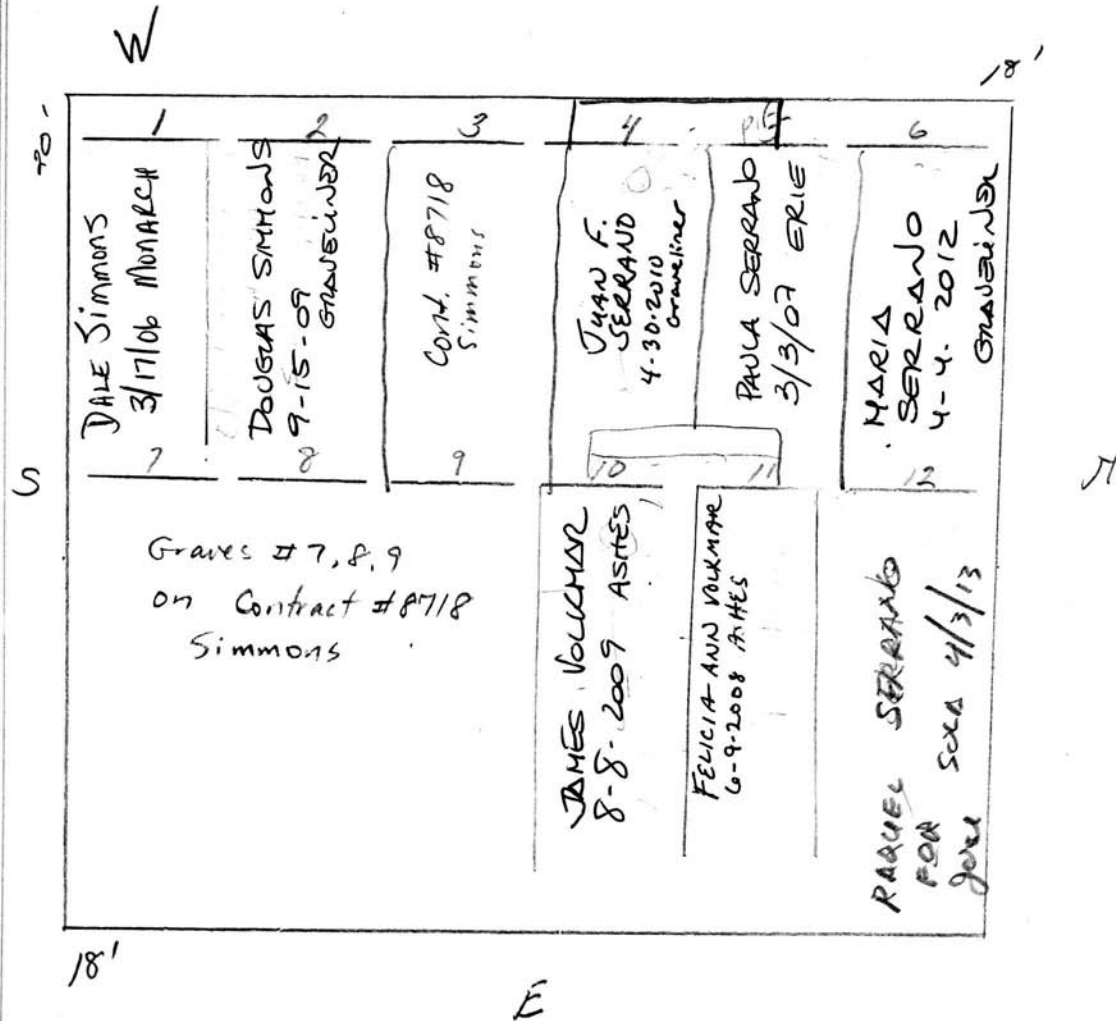 W
18'
20'
1
2
3
4
PIE
6
DALE SIMMONS
3/17/06 MONARCH
DOUGLAS SIMMONS
9-15-09
GRAVELINER
Cont. #8718
Simmons
JUAN F.
SERRANO
4-30-2010
Graveliner
PAULA SERRANO
3/3/07 ERIE
MARIA
SERRANO
4-4-2012
GRAVELINER
S
7
8
9
10
11
12
Graves #7,8,9
on Contract #8718
Simmons
JAMES VOLKMAR
8-8-2009 ASHES
FELICIA ANN VOLKMAR
6-9-2008 ASHES
RAQUEL SERRANO
FOR
SOLD 4/3/13
18'
E